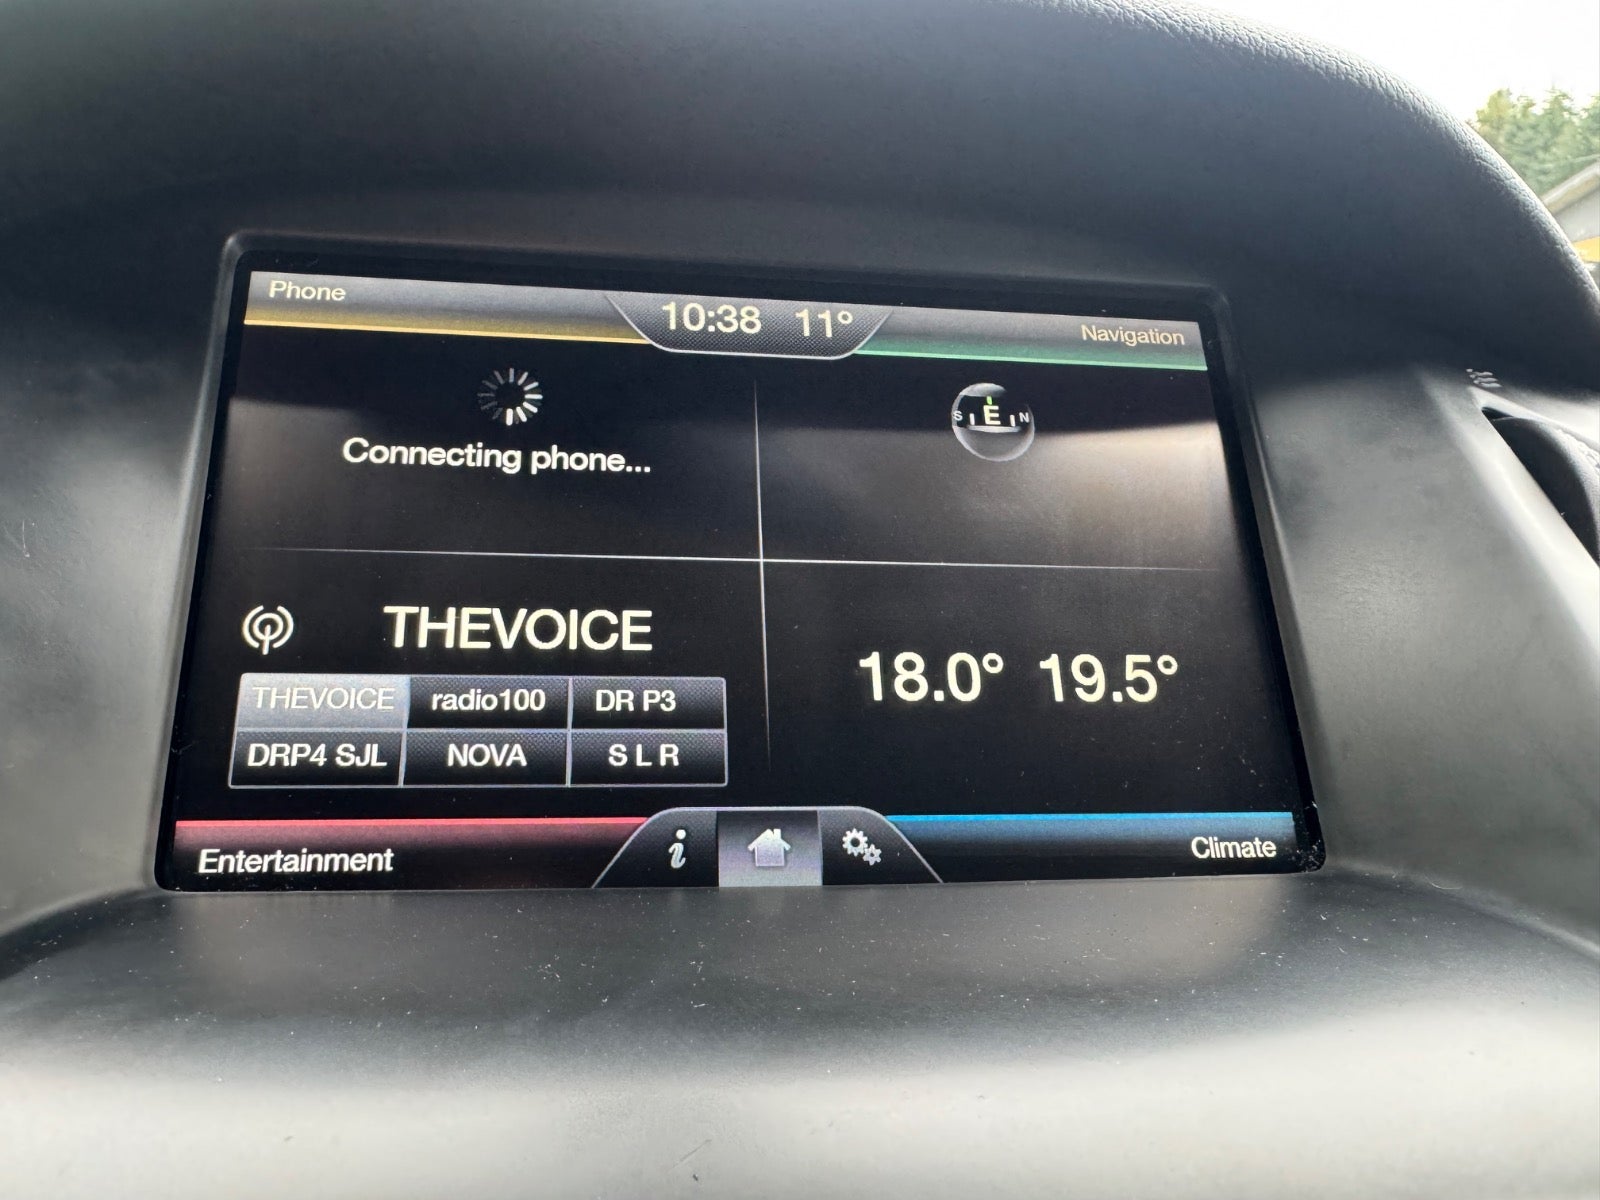 Phone
10:38 11°
Navigation
Connecting phone...
S E N
THEVOICE
THEVOICE radio100 DR P3
DRP4 SJL NOVA S L R
18.0° 19.5°
Entertainment
i
Climate